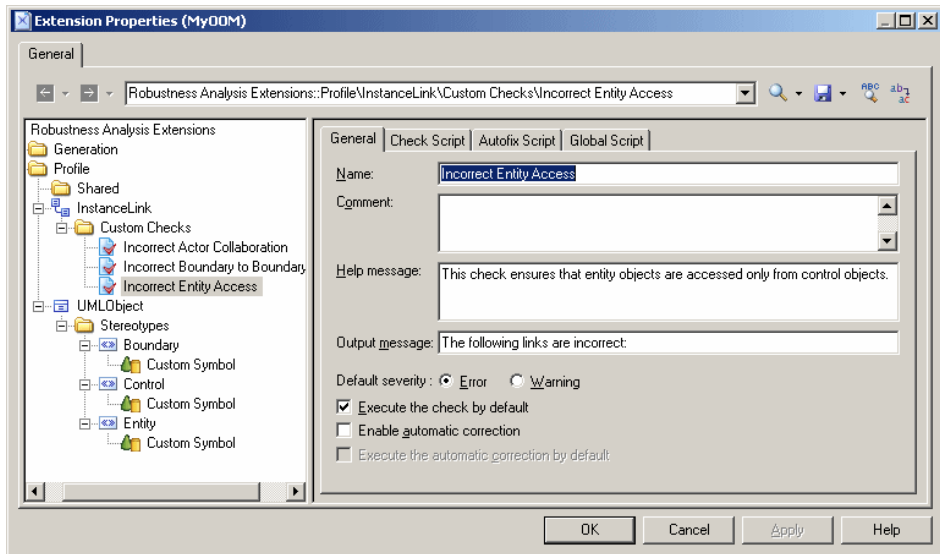 Extension Properties (MyOOM)
General
Robustness Analysis Extensions::Profile\InstanceLink\Custom Checks\Incorrect Entity Access
ABC
ab
ac
Robustness Analysis Extensions
Generation
Profile
Shared
InstanceLink
Custom Checks
Incorrect Actor Collaboration
Incorrect Boundary to Boundary
Incorrect Entity Access
UMLObject
Stereotypes
Boundary
Custom Symbol
Control
Custom Symbol
Entity
Custom Symbol
General
Check Script
Autofix Script
Global Script
Name:
Incorrect Entity Access
Comment:
Help message:
This check ensures that entity objects are accessed only from control objects.
Output message:
The following links are incorrect:
Default severity :
Error
Warning
Execute the check by default
Enable automatic correction
Execute the automatic correction by default
OK
Cancel
Apply
Help